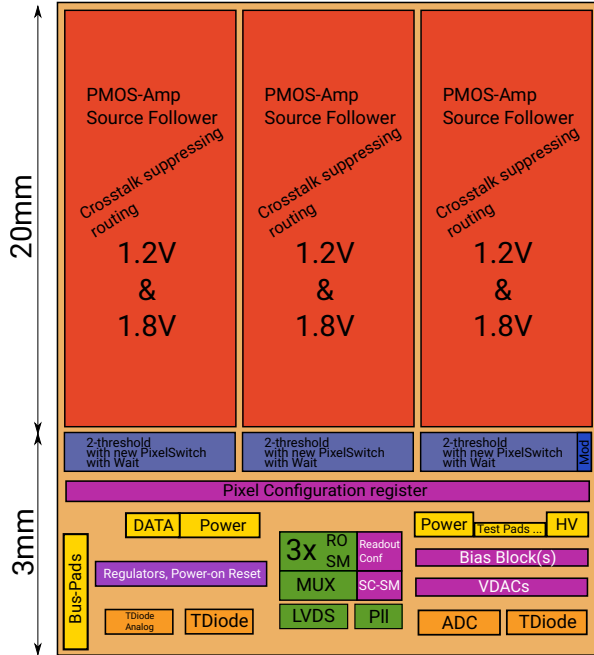 20mm
PMOS-Amp
Source Follower
Crosstalk suppressing
routing
1.2V
&
1.8V
PMOS-Amp
Source Follower
Crosstalk suppressing
routing
1.2V
&
1.8V
PMOS-Amp
Source Follower
Crosstalk suppressing
routing
1.2V
&
1.8V
3mm
2-threshold
with new PixelSwitch
with Wait
2-threshold
with new PixelSwitch
with Wait
2-threshold
with new PixelSwitch
with Wait
Mod
Pixel Configuration register
DATA
Power
Power
Test Pads ...
HV
Bus-Pads
3x
RO
SM
Readout
Conf
Bias Block(s)
Regulators, Power-on Reset
MUX
SC-SM
VDACs
TDiode
Analog
TDiode
LVDS
Pll
ADC
TDiode